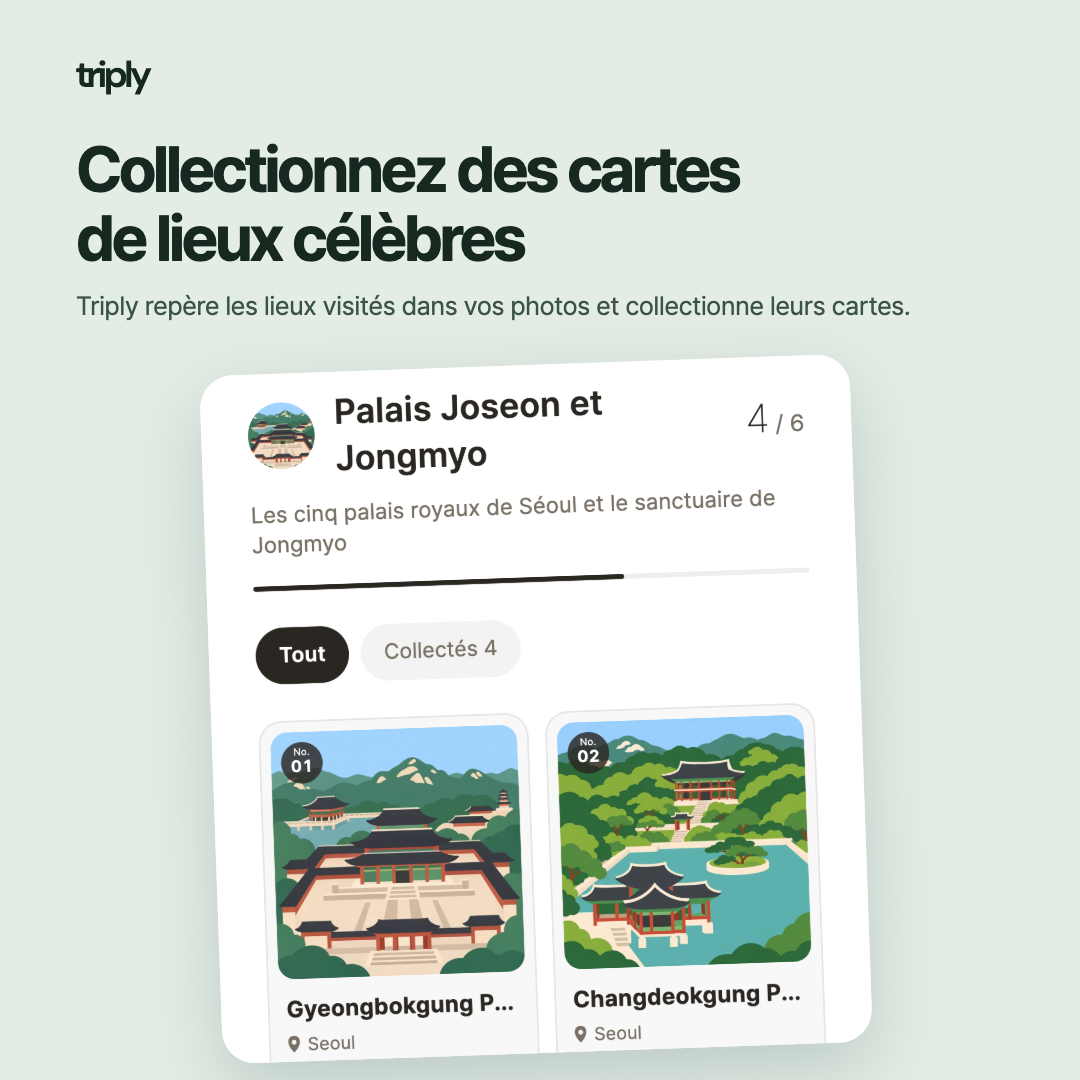 triply
Collectionnez des cartes
de lieux célèbres
Triply repère les lieux visités dans vos photos et collectionne leurs cartes.
Palais Joseon et
Jongmyo
4 / 6
Les cinq palais royaux de Séoul et le sanctuaire de
Jongmyo
Tout
Collectés 4
No.
01
No.
02
Gyeongbokgung P...
Changdeokgung P...
Seoul
Seoul